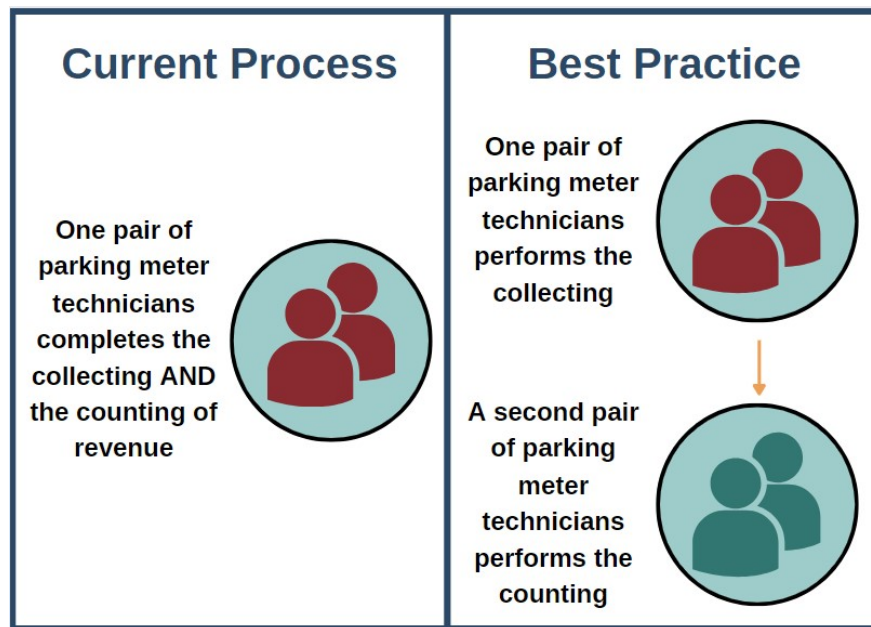 Current Process
One pair of
parking meter
technicians
completes the
collecting AND
the counting of
revenue
Best Practice
One pair of
parking meter
technicians
performs the
collecting
A second pair
of parking
meter
technicians
performs the
counting